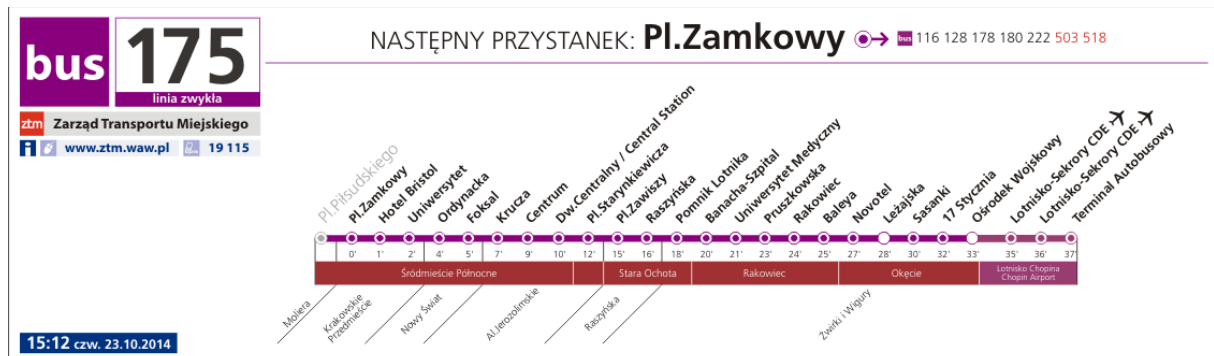 bus 175
linia zwykła
ztm Zarząd Transportu Miejskiego
i www.ztm.waw.pl 19 115
NASTĘPNY PRZYSTANEK: Pl.Zamkowy bus 116 128 178 180 222 503 518
Pl.Piłsudskiego
Pl.Zamkowy
Hotel Bristol
Uniwersytet
Ordynacka
Foksal
Krucza
Centrum
Dw.Centralny / Central Station
Pl.Starynkiewicza
Pl.Zawiszy
Raszyńska
Pomnik Lotnika
Banacha-Szpital
Uniwersytet Medyczny
Pruszkowska
Rakowiec
Baleya
Novotel
Leżajska
Sasanki
17 Stycznia
Ośrodek Wojskowy
Lotnisko-Sekrory CDE
Lotnisko-Sekrory CDE
Terminal Autobusowy
0' 1' 2' 4' 5' 7' 9' 10' 12' 15' 16' 18' 20' 21' 23' 24' 25' 27' 28' 30' 32' 33' 35' 36' 37'
Śródmieście Północne Stara Ochota Rakowiec Okęcie
Lotnisko Chopina
Chopin Airport
Moliera
Krakowskie
Przedmieście
Nowy Świat
Al.Jerozolimskie
Raszyńska
Żwirki i Wigury
15:12 czw. 23.10.2014